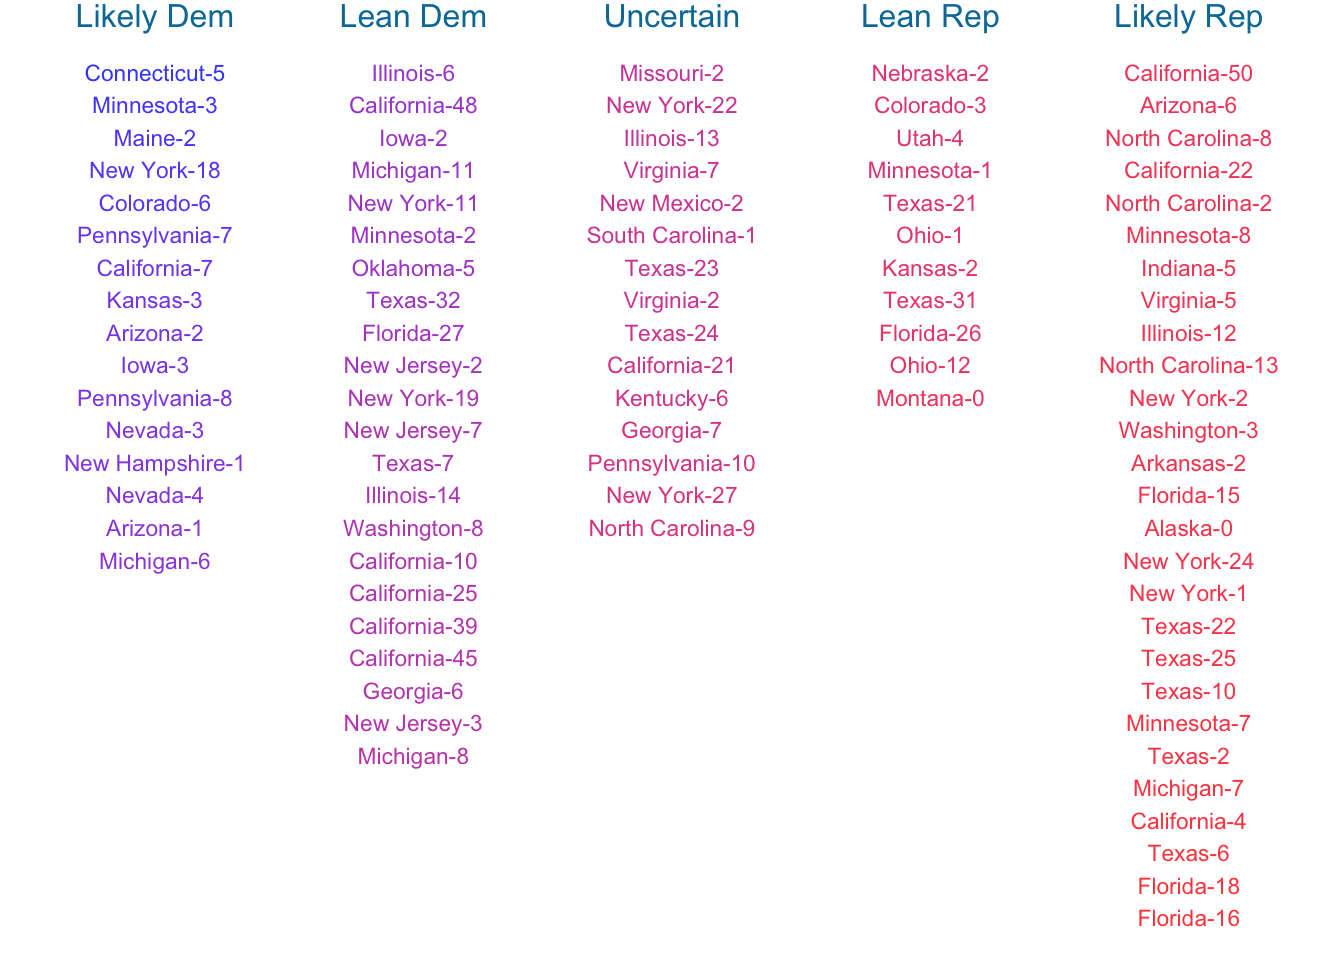 Likely Dem Lean Dem Uncertain Lean Rep Likely Rep
Connecticut-5 Illinois-6 Missouri-2 Nebraska-2 California-50
Minnesota-3 California-48 New York-22 Colorado-3 Arizona-6
Maine-2 Iowa-2 Illinois-13 Utah-4 North Carolina-8
New York-18 Michigan-11 Virginia-7 Minnesota-1 California-22
Colorado-6 New York-11 New Mexico-2 Texas-21 North Carolina-2
Pennsylvania-7 Minnesota-2 South Carolina-1 Ohio-1 Minnesota-8
California-7 Oklahoma-5 Texas-23 Kansas-2 Indiana-5
Kansas-3 Texas-32 Virginia-2 Texas-31 Virginia-5
Arizona-2 Florida-27 Texas-24 Florida-26 Illinois-12
Iowa-3 New Jersey-2 California-21 Ohio-12 North Carolina-13
Pennsylvania-8 New York-19 Kentucky-6 Montana-0 New York-2
Nevada-3 New Jersey-7 Georgia-7 Washington-3
New Hampshire-1 Texas-7 Pennsylvania-10 Arkansas-2
Nevada-4 Illinois-14 New York-27 Florida-15
Arizona-1 Washington-8 North Carolina-9 Alaska-0
Michigan-6 California-10 New York-24
California-25 New York-1
California-39 Texas-22
California-45 Texas-25
Georgia-6 Texas-10
New Jersey-3 Minnesota-7
Michigan-8 Texas-2
Michigan-7
California-4
Texas-6
Florida-18
Florida-16